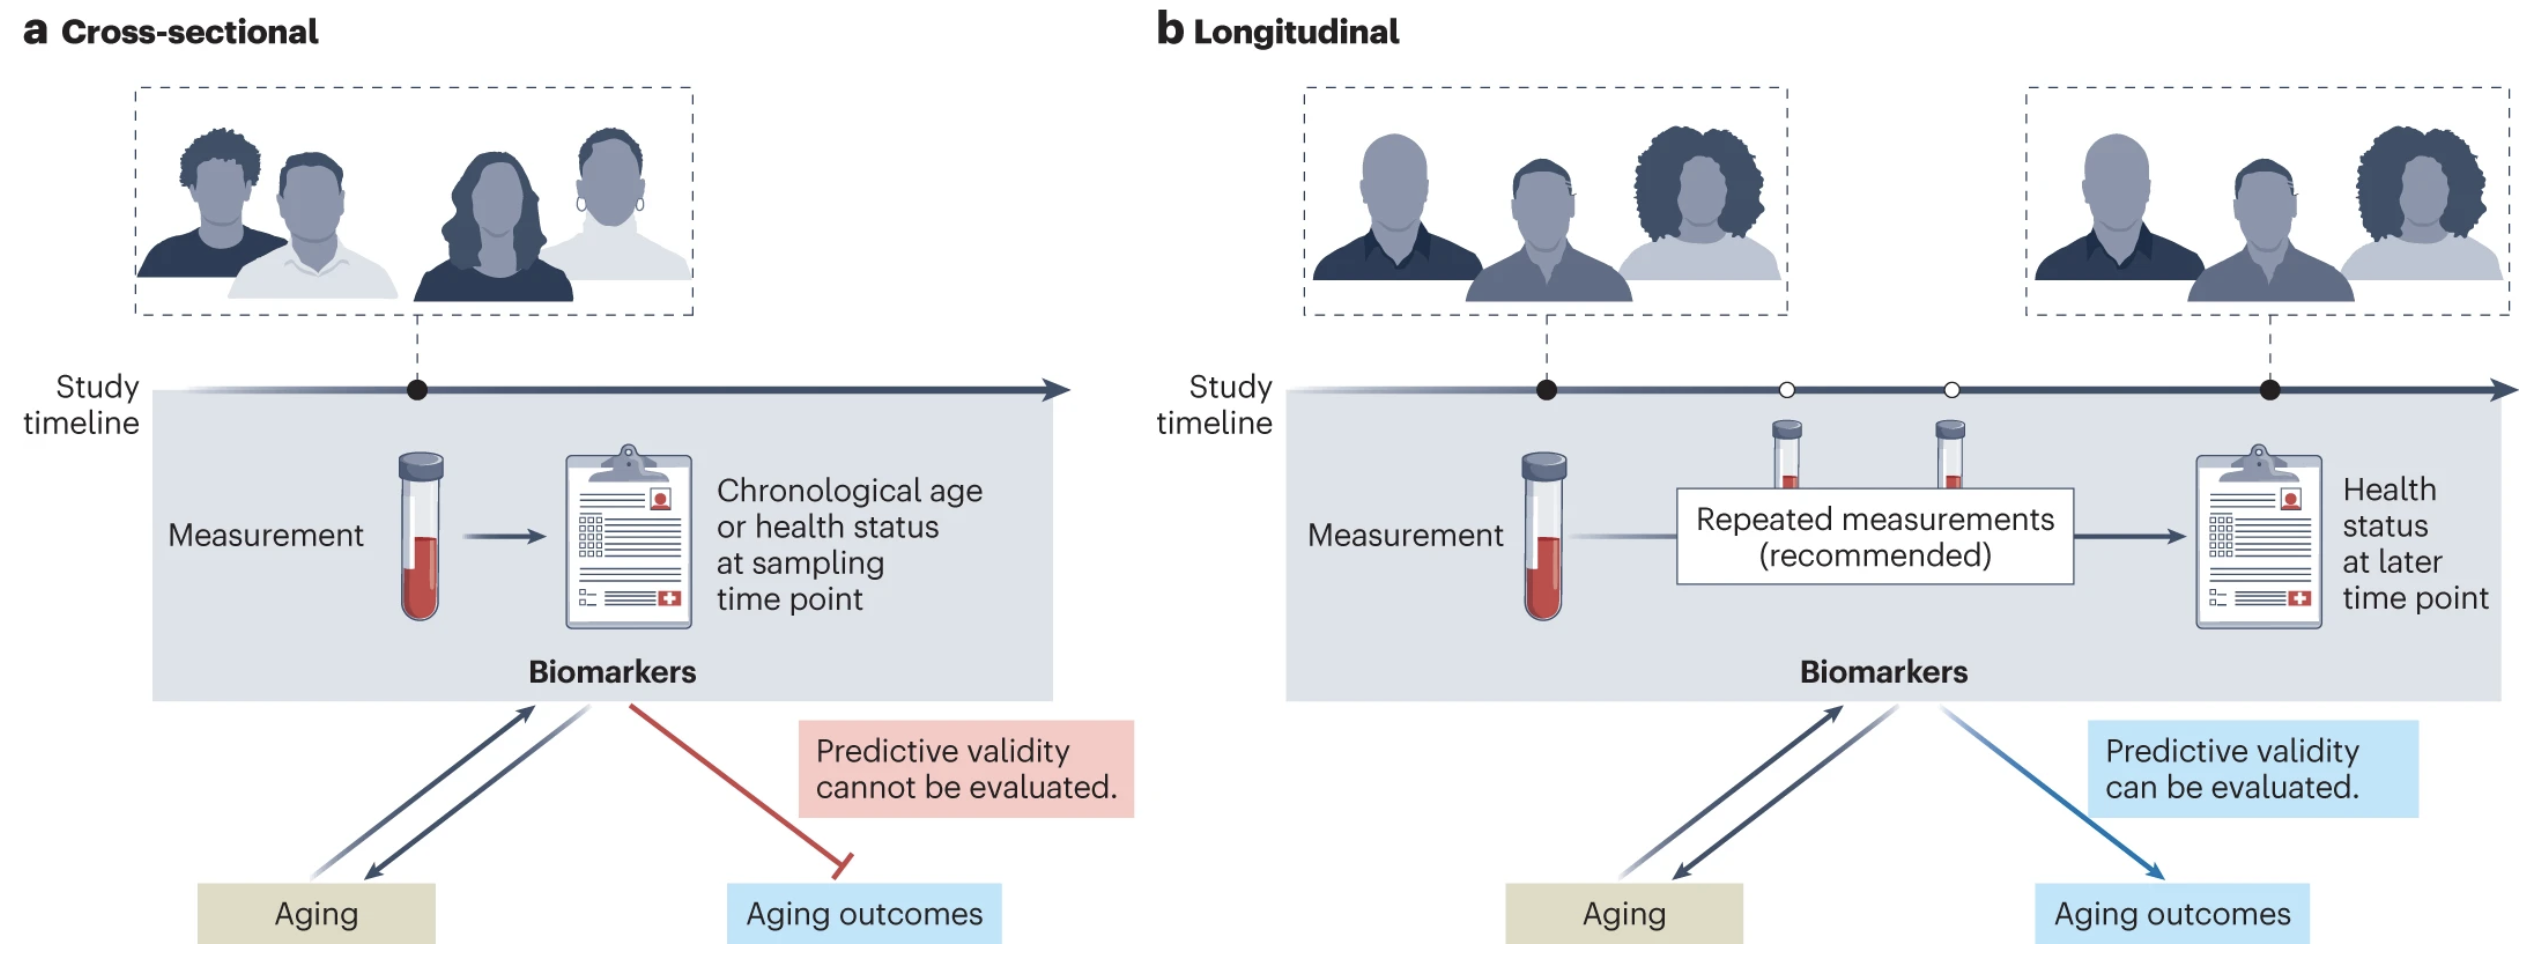 a Cross-sectional
Study
timeline
Measurement
Chronological age
or health status
at sampling
time point
Biomarkers
Predictive validity
cannot be evaluated.
Aging
Aging outcomes
b Longitudinal
Study
timeline
Measurement
Repeated measurements
(recommended)
Health
status
at later
time point
Biomarkers
Predictive validity
can be evaluated.
Aging
Aging outcomes